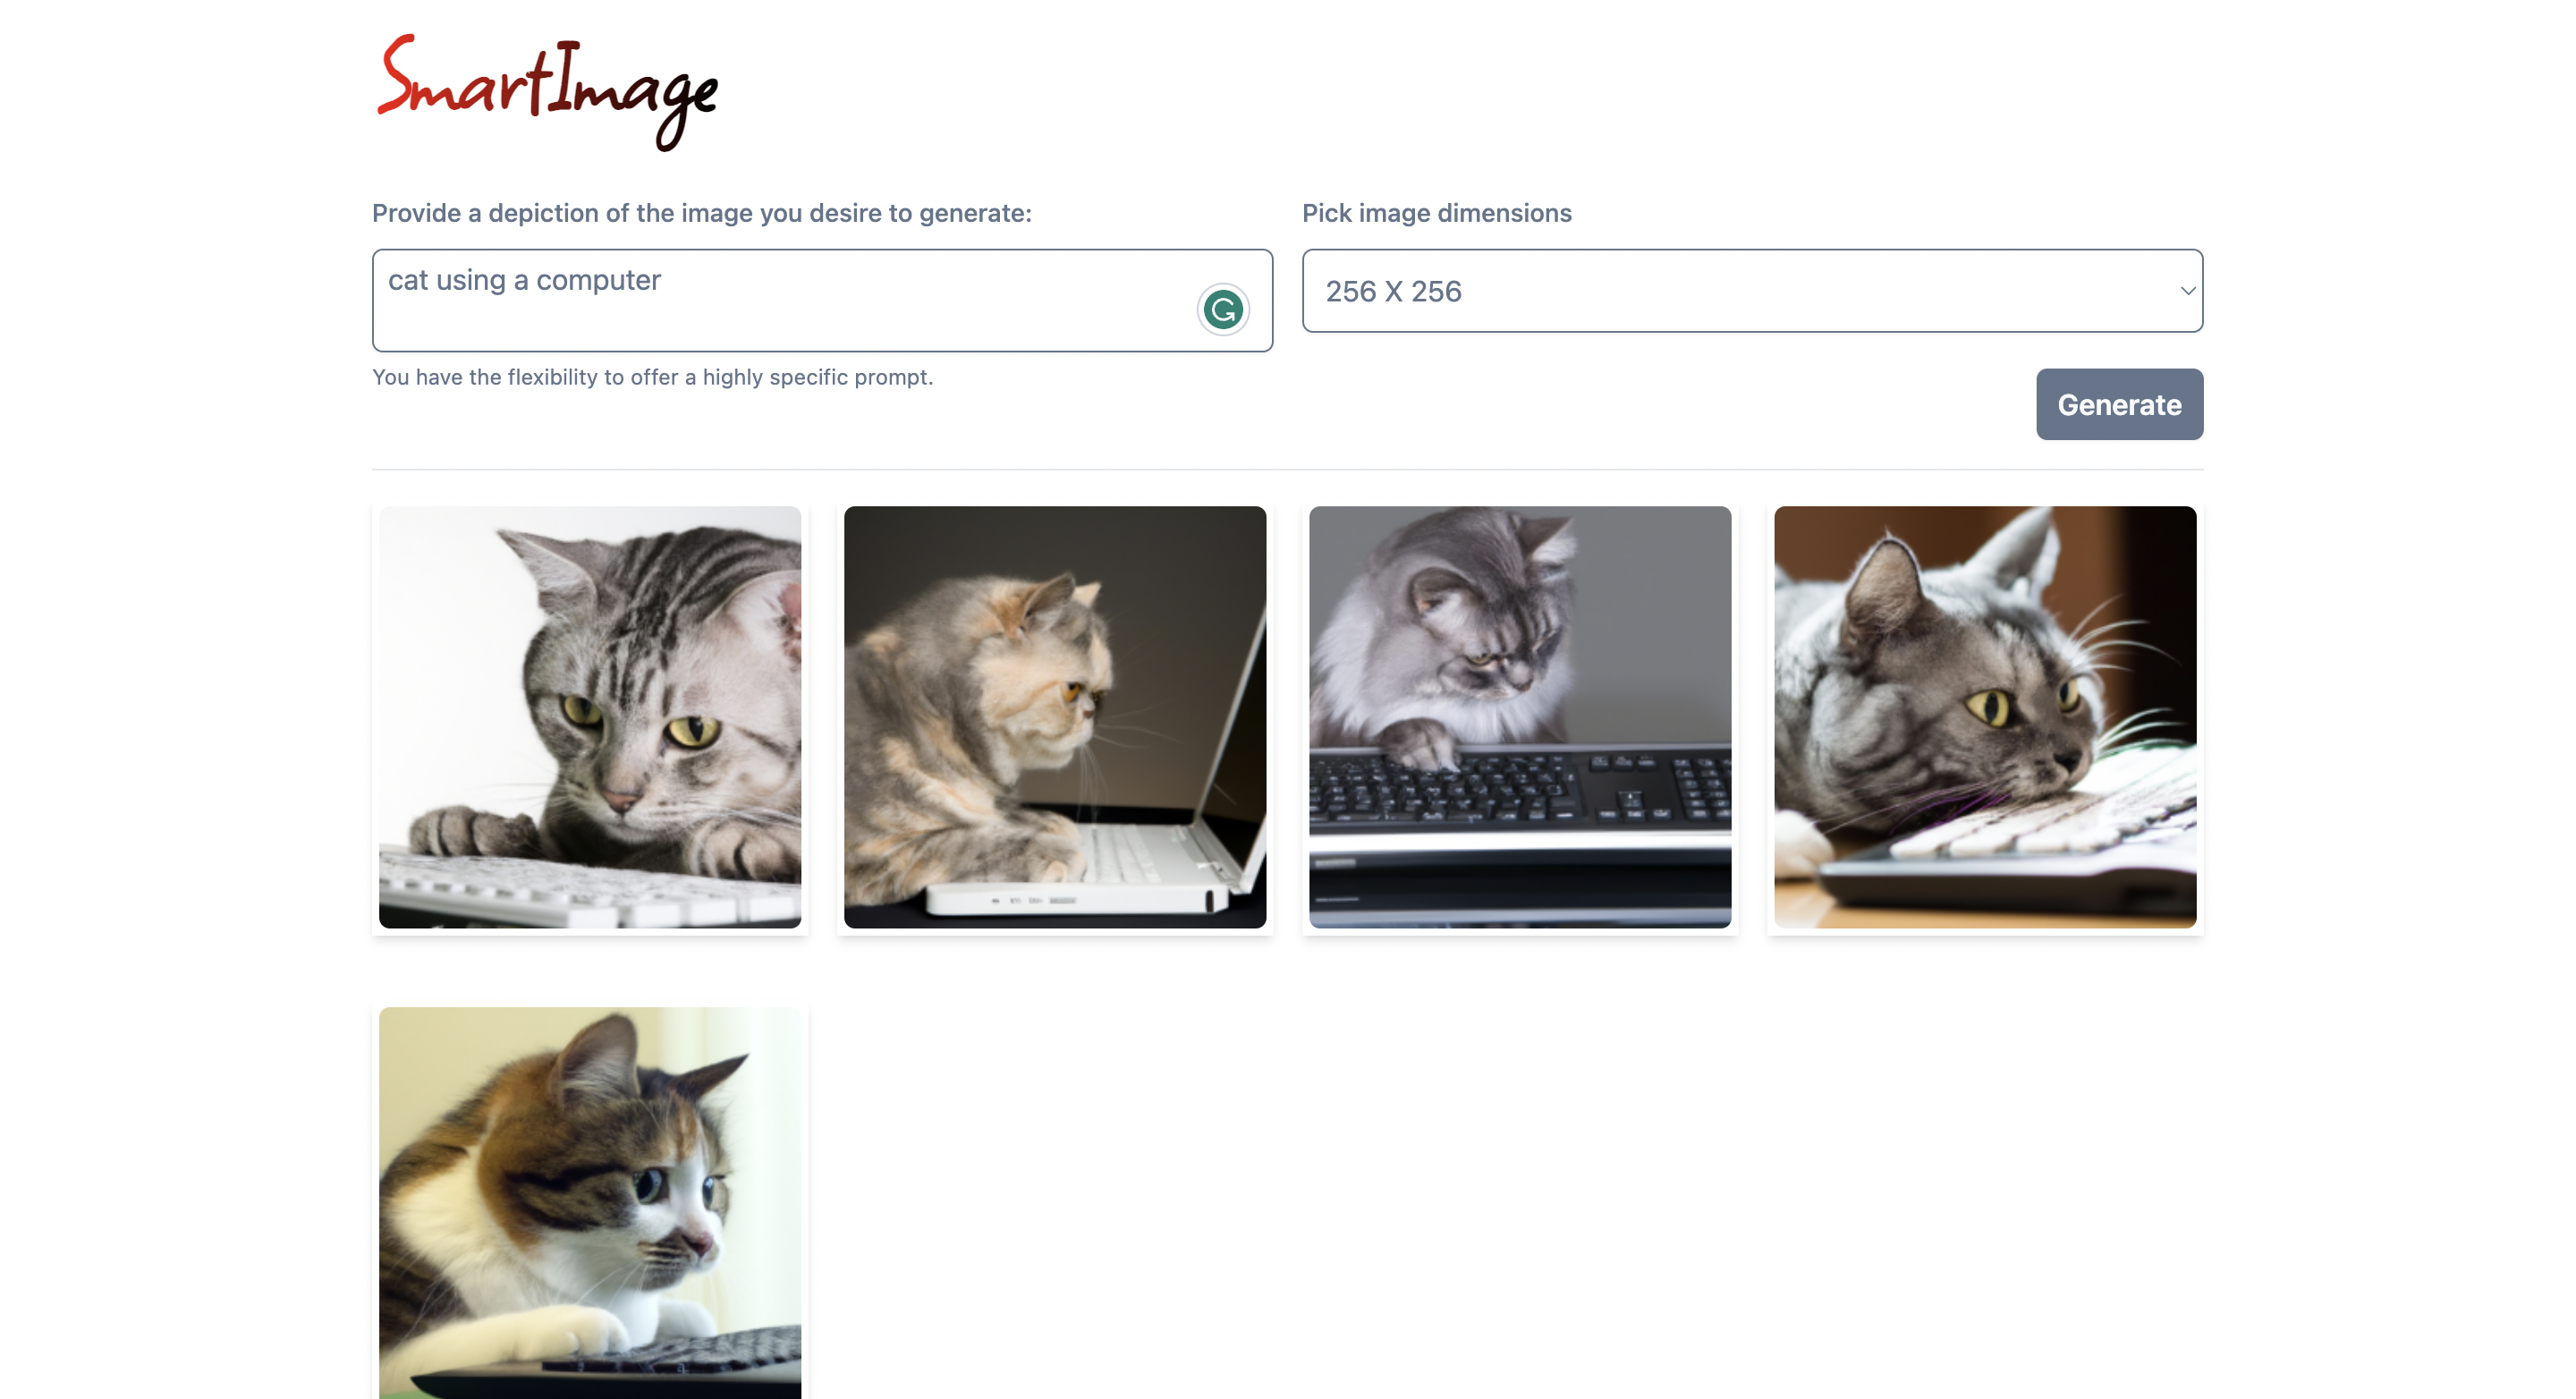 SmartImage
Provide a depiction of the image you desire to generate:
Pick image dimensions
cat using a computer
256 X 256
You have the flexibility to offer a highly specific prompt.
Generate